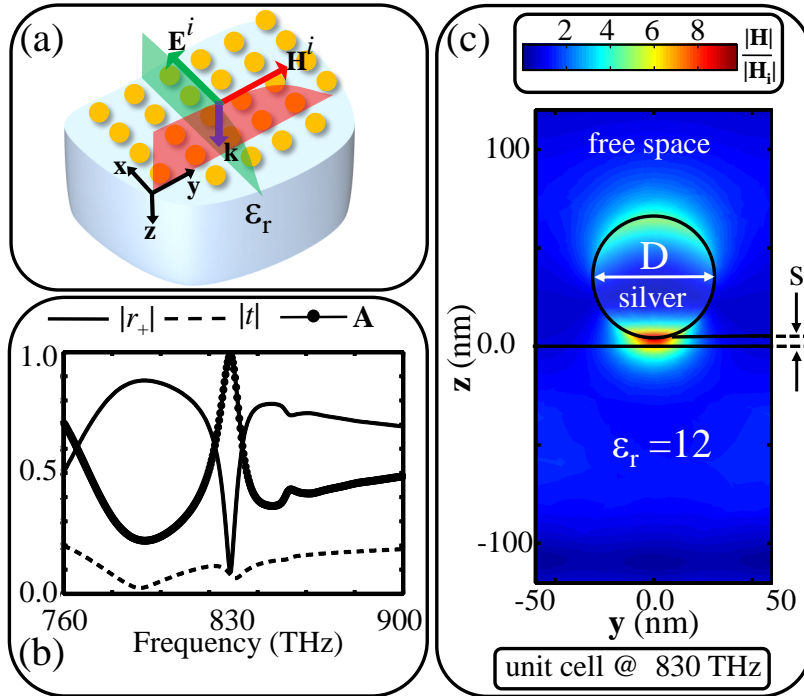 (a)
E^i
H^i
k
x
y
z
ε_r
|r_+| |t| A
1.0
0.5
0.0
760 830 900
Frequency (THz)
(b)
(c)
2 4 6 8
|H|
|H_i|
free space
D
silver
S
ε_r =12
100
0.0
-100
z (nm)
-50 0.0 50
y (nm)
unit cell @ 830 THz